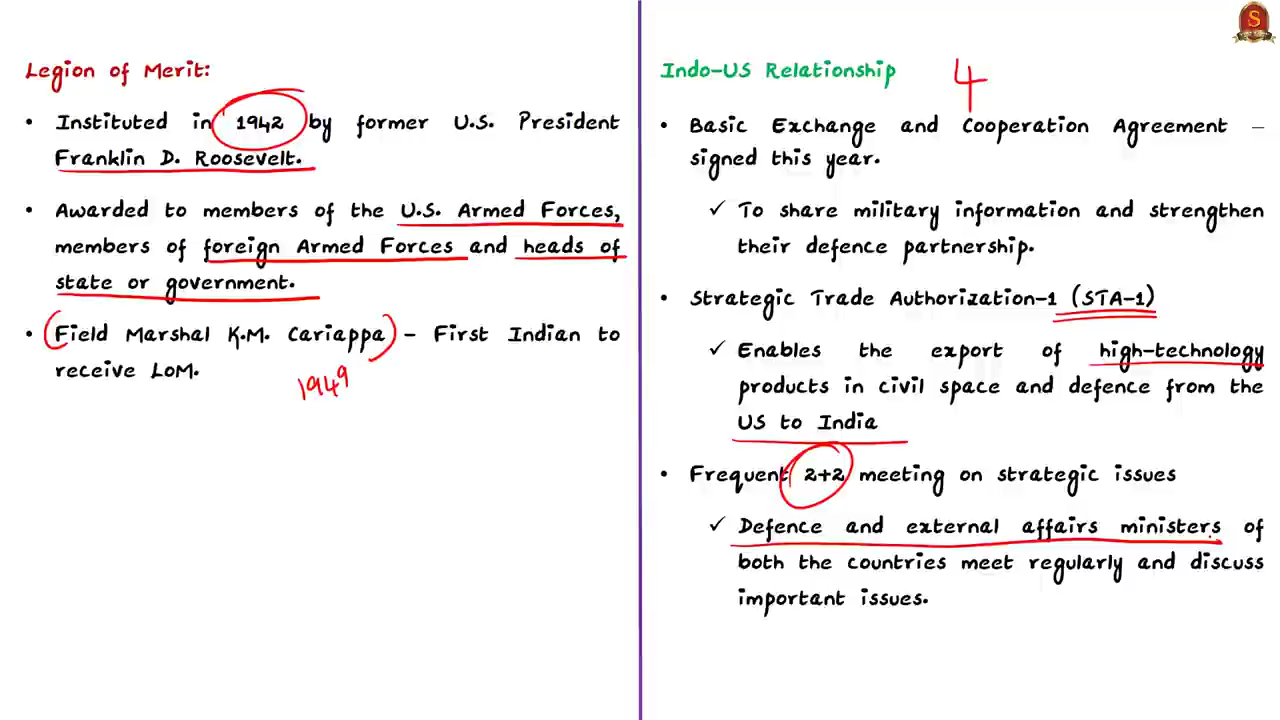 Legion of Merit:
• Instituted in 1942 by former U.S. President
Franklin D. Roosevelt.
• Awarded to members of the U.S. Armed Forces,
members of foreign Armed Forces and heads of
state or government.
• (Field Marshal K.M. Cariappa) – First Indian to
receive LoM.
1949
Indo-US Relationship
4
• Basic Exchange and Cooperation Agreement –
signed this year.
✓ To share military information and strengthen
their defence partnership.
• Strategic Trade Authorization-1 (STA-1)
✓ Enables the export of high-technology
products in civil space and defence from the
US to India
• Frequent 2+2 meeting on strategic issues
✓ Defence and external affairs ministers of
both the countries meet regularly and discuss
important issues.
S